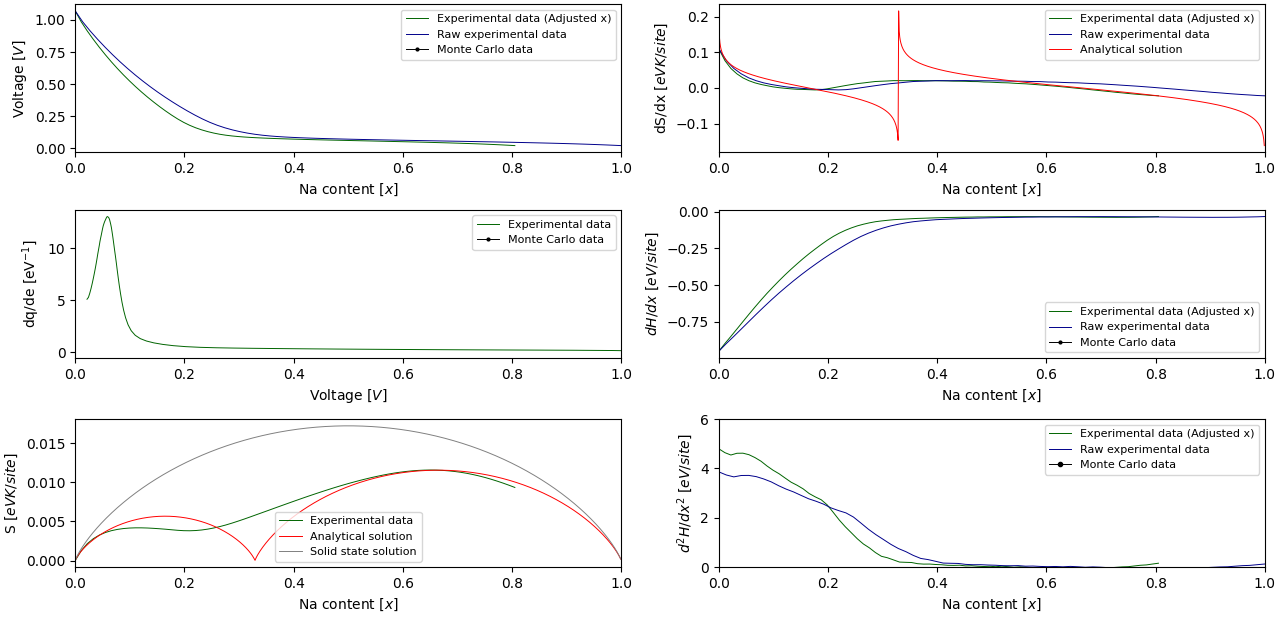 Voltage [V]
1.00
0.75
0.50
0.25
0.00
Experimental data (Adjusted x)
Raw experimental data
Monte Carlo data
0.0 0.2 0.4 0.6 0.8 1.0
Na content [x]
dS/dx [eVK/site]
0.2
0.1
0.0
−0.1
Experimental data (Adjusted x)
Raw experimental data
Analytical solution
0.0 0.2 0.4 0.6 0.8 1.0
Na content [x]
dq/de [eV⁻¹]
10
5
0
Experimental data
Monte Carlo data
0.0 0.2 0.4 0.6 0.8 1.0
Voltage [V]
dH/dx [eV/site]
0.00
−0.25
−0.50
−0.75
Experimental data (Adjusted x)
Raw experimental data
Monte Carlo data
0.0 0.2 0.4 0.6 0.8 1.0
Na content [x]
S [eVK/site]
0.015
0.010
0.005
0.000
Experimental data
Analytical solution
Solid state solution
0.0 0.2 0.4 0.6 0.8 1.0
Na content [x]
d²H/dx² [eV/site]
6
4
2
0
Experimental data (Adjusted x)
Raw experimental data
Monte Carlo data
0.0 0.2 0.4 0.6 0.8 1.0
Na content [x]